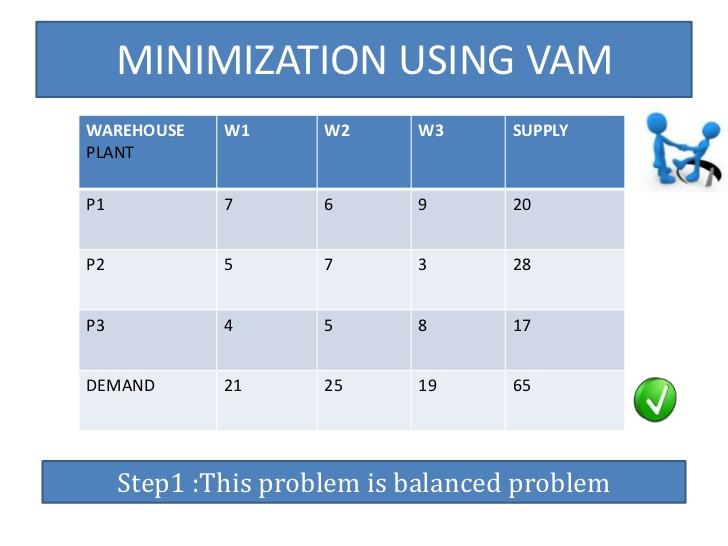 MINIMIZATION USING VAM
WAREHOUSE W1 W2 W3 SUPPLY
PLANT
P1 7 6 9 20
P2 5 7 3 28
P3 4 5 8 17
DEMAND 21 25 19 65
Step1 :This problem is balanced problem